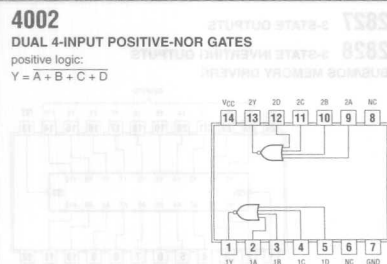 4002
DUAL 4-INPUT POSITIVE-NOR GATES
positive logic:
Y = A + B + C + D
VCC 2Y 2D 2C 2B 2A NC
14 13 12 11 10 9 8
1 2 3 4 5 6 7
1Y 1A 1B 1C 1D NC GND